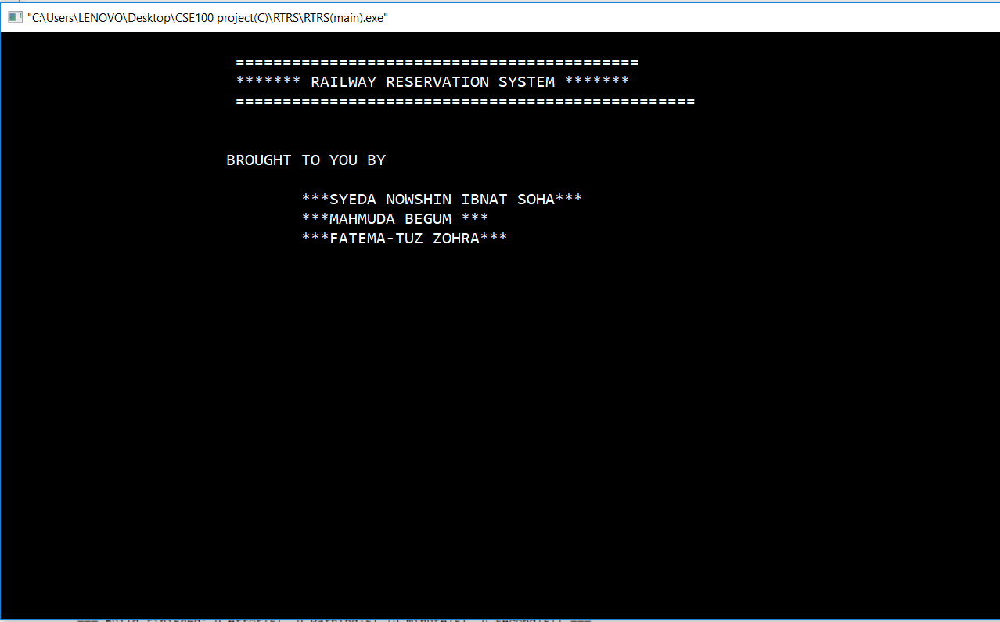 "C:\Users\LENOVO\Desktop\CSE100 project(C)\RTRS\RTRS(main).exe"
===========================================
******* RAILWAY RESERVATION SYSTEM *******
=================================================
BROUGHT TO YOU BY
***SYEDA NOWSHIN IBNAT SOHA***
***MAHMUDA BEGUM ***
***FATEMA-TUZ ZOHRA***